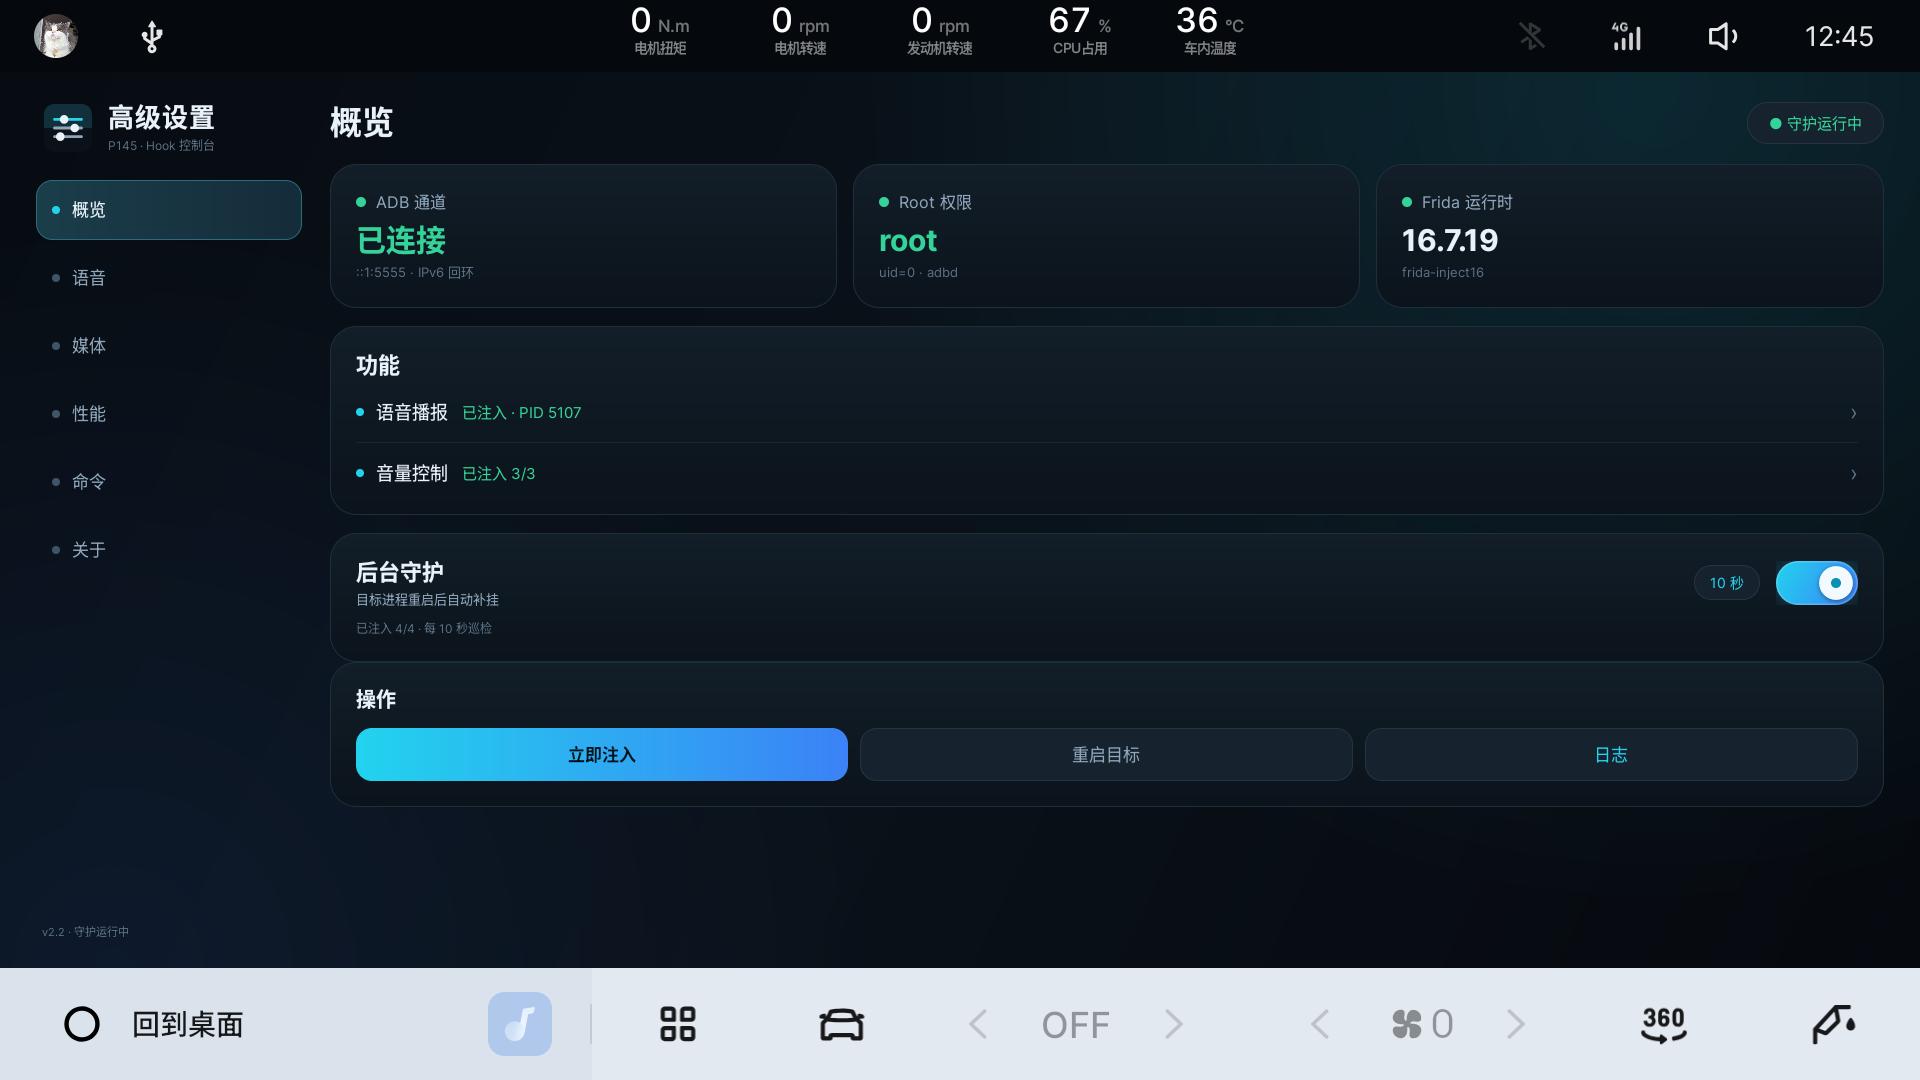 0 N.m
电机扭矩
0 rpm
电机转速
0 rpm
发动机转速
67 %
CPU占用
36 °C
车内温度
4G
12:45
高级设置
P145 · Hook 控制台
概览
语音
媒体
性能
命令
关于
v2.2 · 守护运行中
概览
守护运行中
ADB 通道
已连接
::1:5555 · IPv6 回环
Root 权限
root
uid=0 · adbd
Frida 运行时
16.7.19
frida-inject16
功能
语音播报 已注入 · PID 5107
音量控制 已注入 3/3
后台守护
目标进程重启后自动补挂
已注入 4/4 · 每 10 秒巡检
10 秒
操作
立即注入
重启目标
日志
回到桌面
OFF
0
360